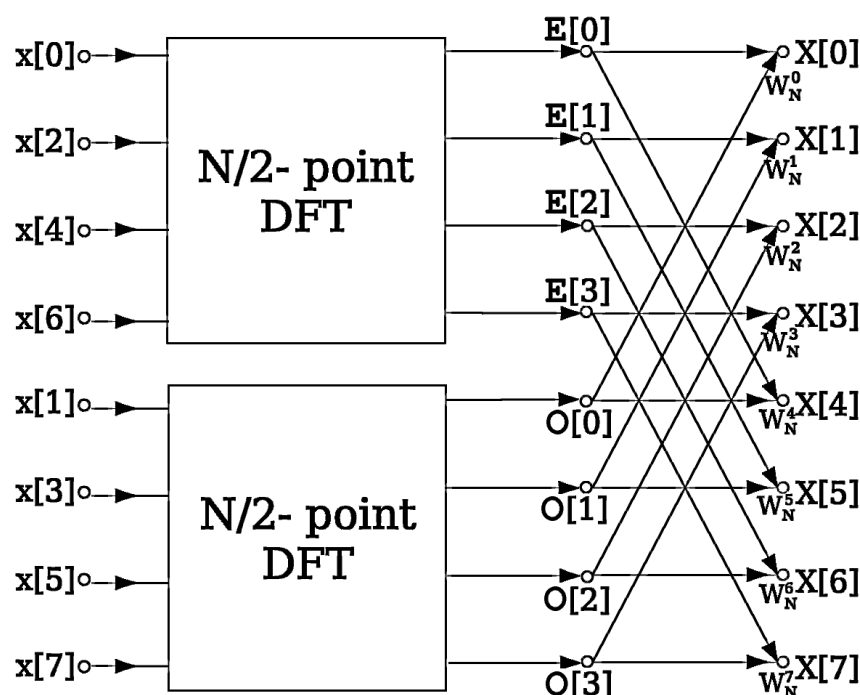 x[0]
x[2]
x[4]
x[6]
N/2- point
DFT
E[0]
E[1]
E[2]
E[3]
x[1]
x[3]
x[5]
x[7]
N/2- point
DFT
O[0]
O[1]
O[2]
O[3]
X[0]
W_N^0
X[1]
W_N^1
X[2]
W_N^2
X[3]
W_N^3
X[4]
W_N^4
X[5]
W_N^5
X[6]
W_N^6
X[7]
W_N^7